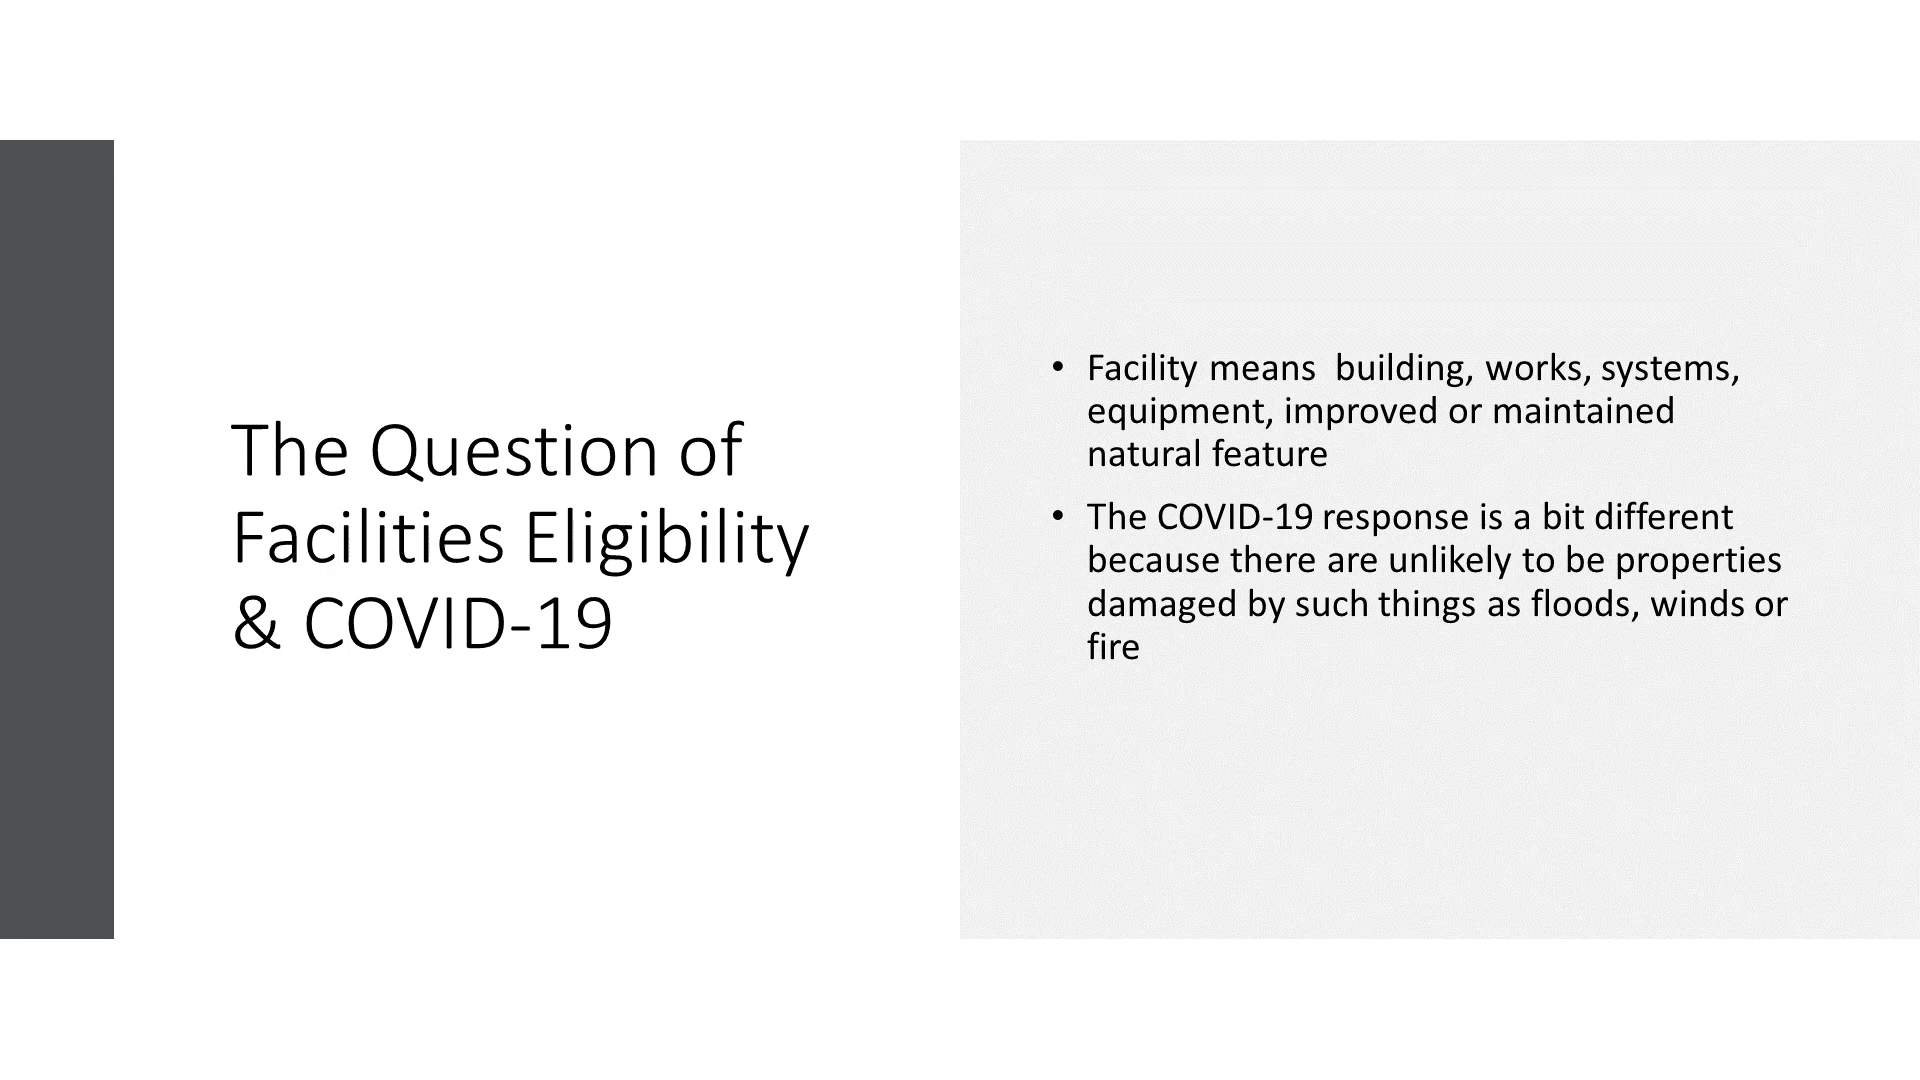 The Question of
Facilities Eligibility
& COVID-19
• Facility means  building, works, systems,
equipment, improved or maintained
natural feature
• The COVID-19 response is a bit different
because there are unlikely to be properties
damaged by such things as floods, winds or
fire